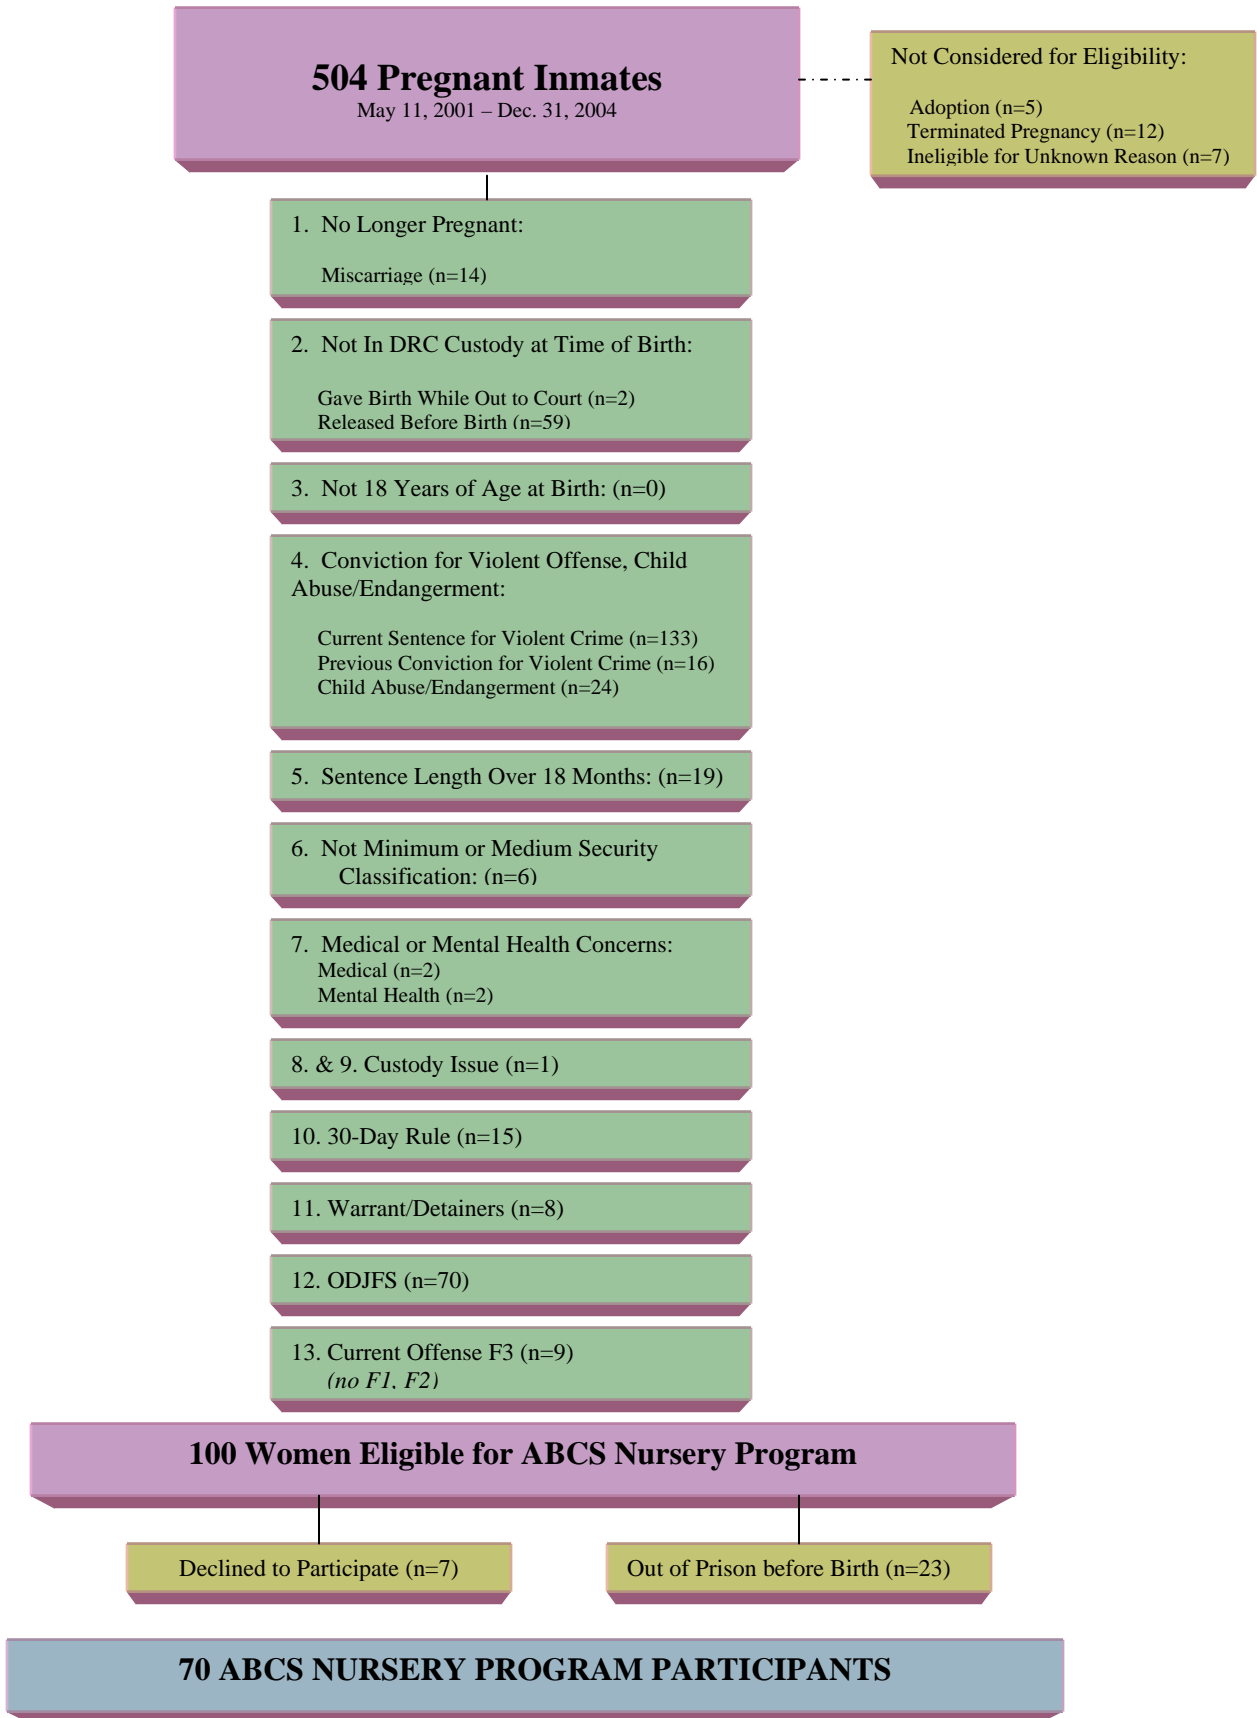 504 Pregnant Inmates
May 11, 2001 – Dec. 31, 2004
Not Considered for Eligibility:
Adoption (n=5)
Terminated Pregnancy (n=12)
Ineligible for Unknown Reason (n=7)
1. No Longer Pregnant:
Miscarriage (n=14)
2. Not In DRC Custody at Time of Birth:
Gave Birth While Out to Court (n=2)
Released Before Birth (n=59)
3. Not 18 Years of Age at Birth: (n=0)
4. Conviction for Violent Offense, Child
Abuse/Endangerment:
Current Sentence for Violent Crime (n=133)
Previous Conviction for Violent Crime (n=16)
Child Abuse/Endangerment (n=24)
5. Sentence Length Over 18 Months: (n=19)
6. Not Minimum or Medium Security
Classification: (n=6)
7. Medical or Mental Health Concerns:
Medical (n=2)
Mental Health (n=2)
8. & 9. Custody Issue (n=1)
10. 30-Day Rule (n=15)
11. Warrant/Detainers (n=8)
12. ODJFS (n=70)
13. Current Offense F3 (n=9)
(no F1, F2)
100 Women Eligible for ABCS Nursery Program
Declined to Participate (n=7)
Out of Prison before Birth (n=23)
70 ABCS NURSERY PROGRAM PARTICIPANTS